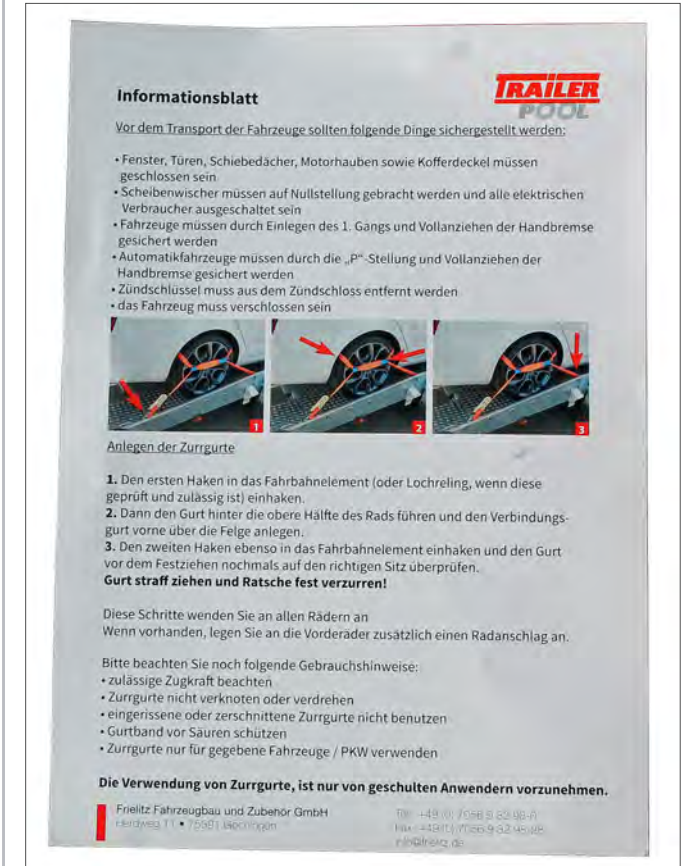 TRAILER
POOL
Informationsblatt
Vor dem Transport der Fahrzeuge sollten folgende Dinge sichergestellt werden:
• Fenster, Türen, Schiebedächer, Motorhauben sowie Kofferdeckel müssen
geschlossen sein
• Scheibenwischer müssen auf Nullstellung gebracht werden und alle elektrischen
Verbraucher ausgeschaltet sein
• Fahrzeuge müssen durch Einlegen des 1. Gangs und Vollanziehen der Handbremse
gesichert werden
• Automatikfahrzeuge müssen durch die „P"-Stellung und Vollanziehen der
Handbremse gesichert werden
• Zündschlüssel muss aus dem Zündschloss entfernt werden
• das Fahrzeug muss verschlossen sein
1 2 3
Anlegen der Zurrgurte
1. Den ersten Haken in das Fahrbahnelement (oder Lochreling, wenn diese
geprüft und zulässig ist) einhaken.
2. Dann den Gurt hinter die obere Hälfte des Rads führen und den Verbindungs-
gurt vorne über die Felge anlegen.
3. Den zweiten Haken ebenso in das Fahrbahnelement einhaken und den Gurt
vor dem Festziehen nochmals auf den richtigen Sitz überprüfen.
Gurt straff ziehen und Ratsche fest verzurren!
Diese Schritte wenden Sie an allen Rädern an
Wenn vorhanden, legen Sie an die Vorderäder zusätzlich einen Radanschlag an.
Bitte beachten Sie noch folgende Gebrauchshinweise:
• zulässige Zugkraft beachten
• Zurrgurte nicht verknoten oder verdrehen
• eingerissene oder zerschnittene Zurrgurte nicht benutzen
• Gurtband vor Säuren schützen
• Zurrgurte nur für gegebene Fahrzeuge / PKW verwenden
Die Verwendung von Zurrgurte, ist nur von geschulten Anwendern vorzunehmen.
Frielitz Fahrzeugbau und Zubehör GmbH